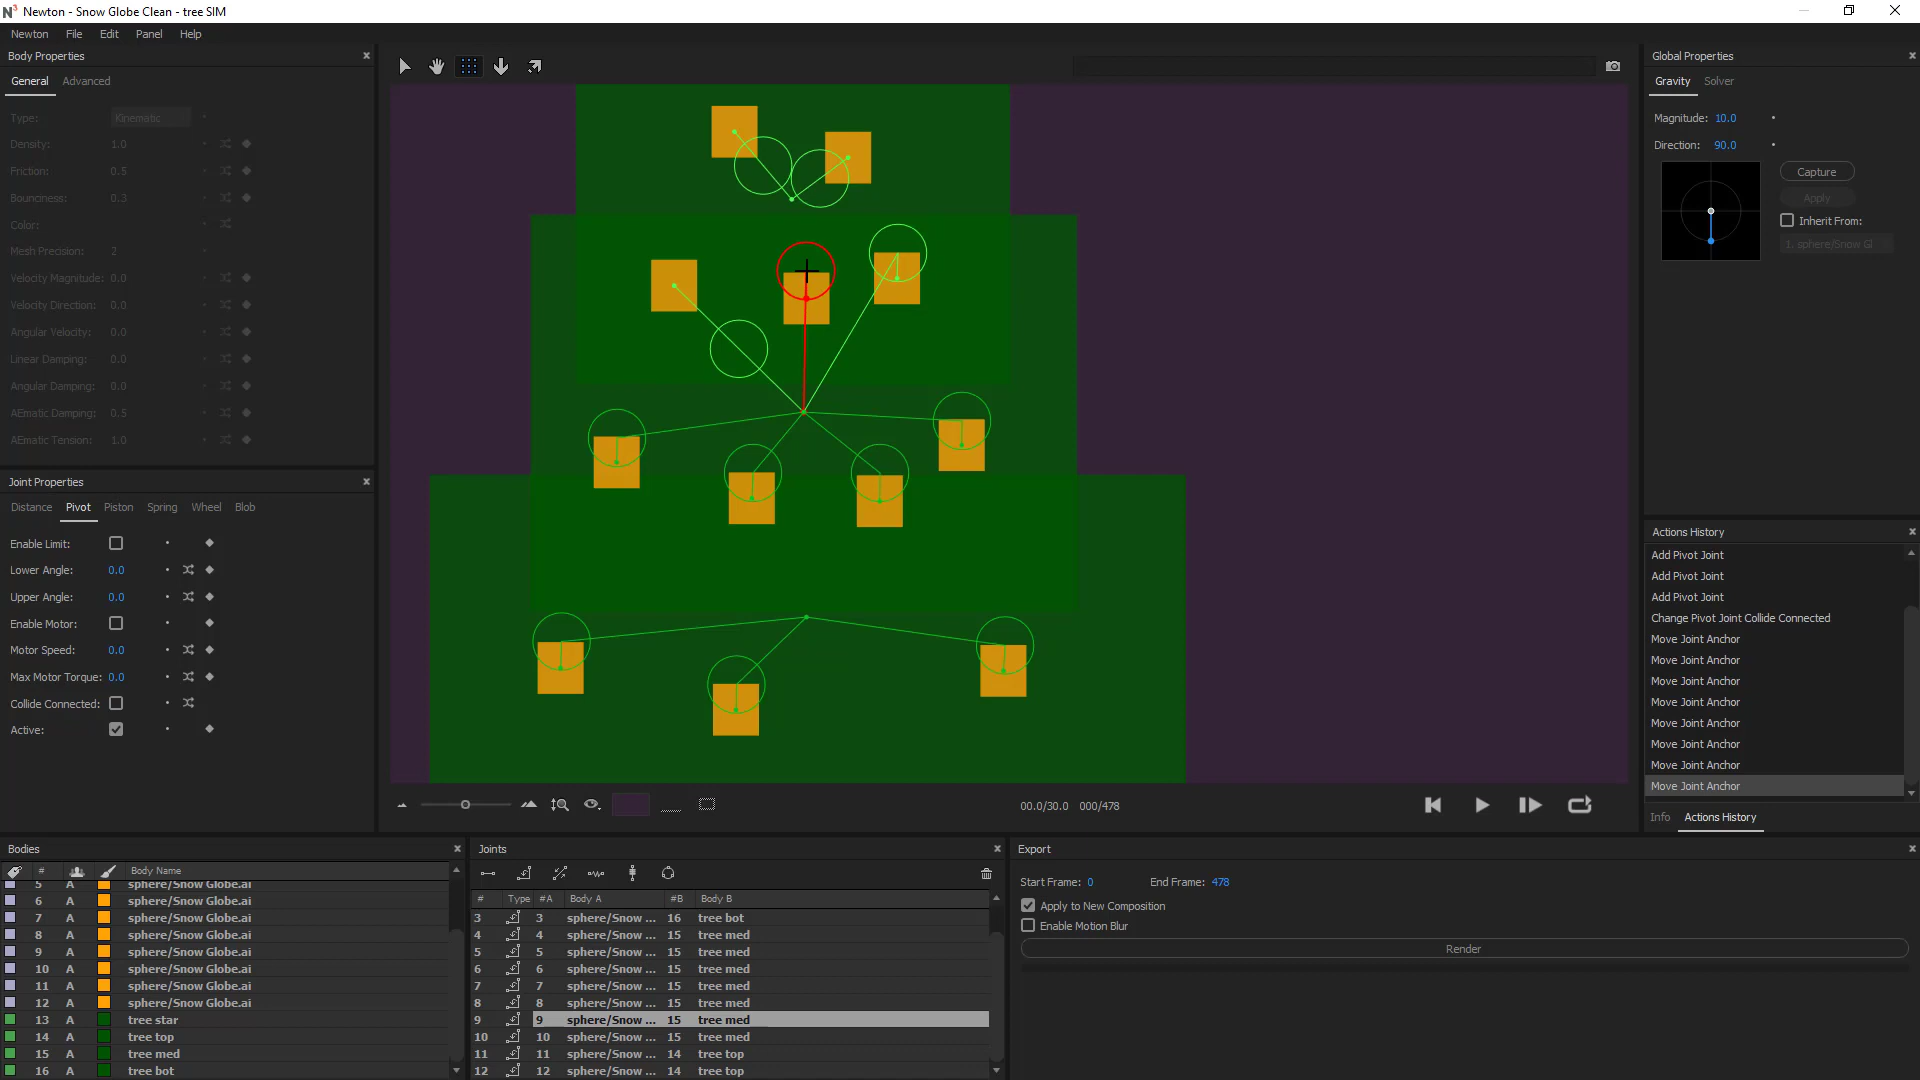 Newton - Snow Globe Clean - tree SIM
Newton File Edit Panel Help
Body Properties
General Advanced
Type: Kinematic
Density: 1.0
Friction: 0.5
Bounciness: 0.3
Color:
Mesh Precision: 2
Velocity Magnitude: 0.0
Velocity Direction: 0.0
Angular Velocity: 0.0
Linear Damping: 0.0
Angular Damping: 0.0
AEmatic Damping: 0.5
AEmatic Tension: 1.0
Joint Properties
Distance Pivot Piston Spring Wheel Blob
Enable Limit:
Lower Angle: 0.0
Upper Angle: 0.0
Enable Motor:
Motor Speed: 0.0
Max Motor Torque: 0.0
Collide Connected:
Active:
00.0/30.0 000/478
Global Properties
Gravity Solver
Magnitude: 10.0
Direction: 90.0
Capture
Apply
Inherit From:
1. sphere/Snow Gl
Actions History
Add Pivot Joint
Add Pivot Joint
Add Pivot Joint
Change Pivot Joint Collide Connected
Move Joint Anchor
Move Joint Anchor
Move Joint Anchor
Move Joint Anchor
Move Joint Anchor
Move Joint Anchor
Move Joint Anchor
Move Joint Anchor
Info Actions History
Bodies
# Body Name
5 A sphere/Snow Globe.ai
6 A sphere/Snow Globe.ai
7 A sphere/Snow Globe.ai
8 A sphere/Snow Globe.ai
9 A sphere/Snow Globe.ai
10 A sphere/Snow Globe.ai
11 A sphere/Snow Globe.ai
12 A sphere/Snow Globe.ai
13 A tree star
14 A tree top
15 A tree med
16 A tree bot
Joints
# Type #A Body A #B Body B
3 3 sphere/Snow ... 16 tree bot
4 4 sphere/Snow ... 15 tree med
5 5 sphere/Snow ... 15 tree med
6 6 sphere/Snow ... 15 tree med
7 7 sphere/Snow ... 15 tree med
8 8 sphere/Snow ... 15 tree med
9 9 sphere/Snow ... 15 tree med
10 10 sphere/Snow ... 15 tree med
11 11 sphere/Snow ... 14 tree top
12 12 sphere/Snow ... 14 tree top
Export
Start Frame: 0 End Frame: 478
Apply to New Composition
Enable Motion Blur
Render